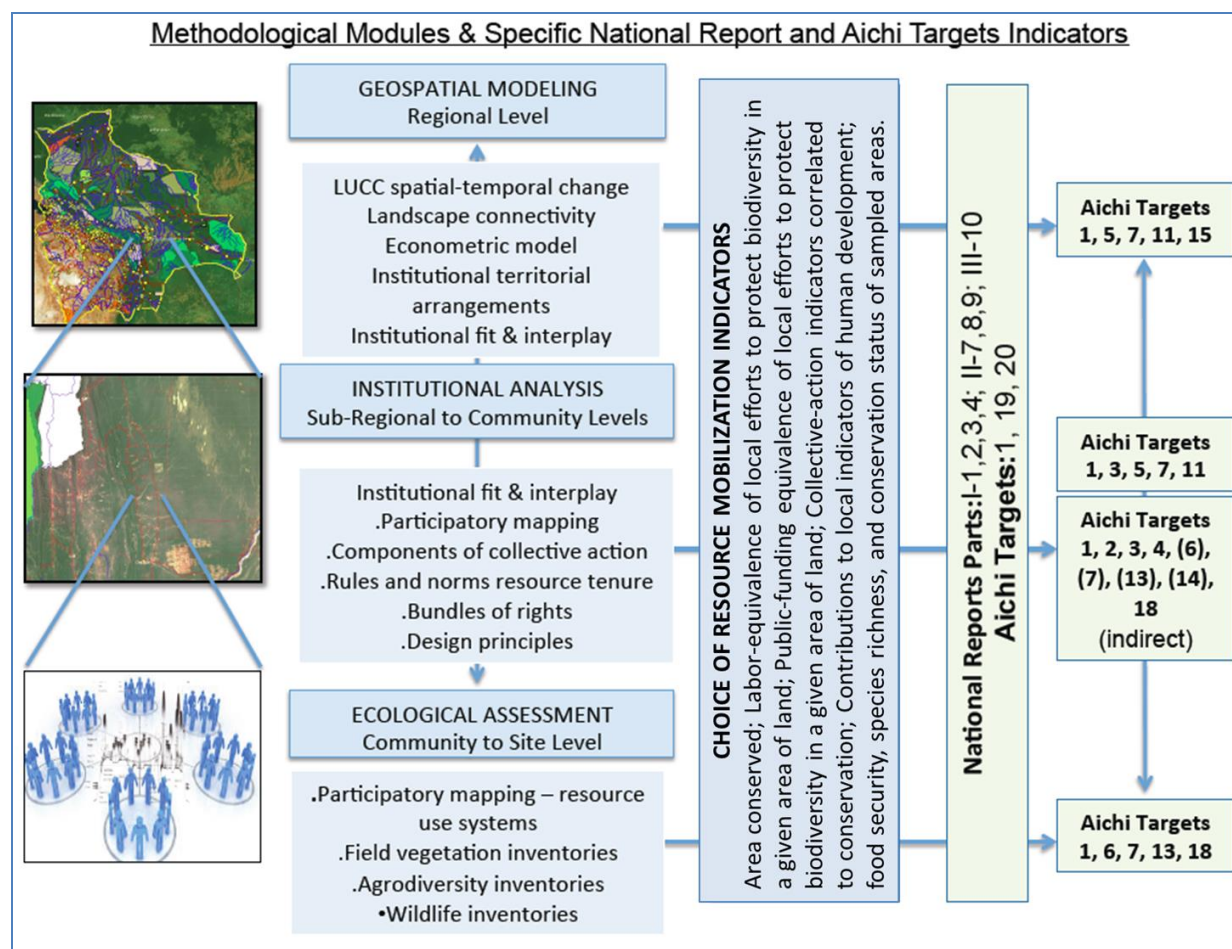 Methodological Modules & Specific National Report and Aichi Targets Indicators
GEOSPATIAL MODELING
Regional Level
LUCC spatial-temporal change
Landscape connectivity
Econometric model
Institutional territorial
arrangements
Institutional fit & interplay
INSTITUTIONAL ANALYSIS
Sub-Regional to Community Levels
Institutional fit & interplay
.Participatory mapping
.Components of collective action
.Rules and norms resource tenure
.Bundles of rights
.Design principles
ECOLOGICAL ASSESSMENT
Community to Site Level
.Participatory mapping – resource
use systems
.Field vegetation inventories
.Agrodiversity inventories
•Wildlife inventories
CHOICE OF RESOURCE MOBILIZATION INDICATORS
Area conserved; Labor-equivalence of local efforts to protect biodiversity in
a given area of land; Public-funding equivalence of local efforts to protect
biodiversity in a given area of land; Collective-action indicators correlated
to conservation; Contributions to local indicators of human development;
food security, species richness, and conservation status of sampled areas.
National Reports Parts:I-1,2,3,4; II-7,8,9; III-10
Aichi Targets:1, 19, 20
Aichi Targets
1, 5, 7, 11, 15
Aichi Targets
1, 3, 5, 7, 11
Aichi Targets
1, 2, 3, 4, (6),
(7), (13), (14),
18
(indirect)
Aichi Targets
1, 6, 7, 13, 18